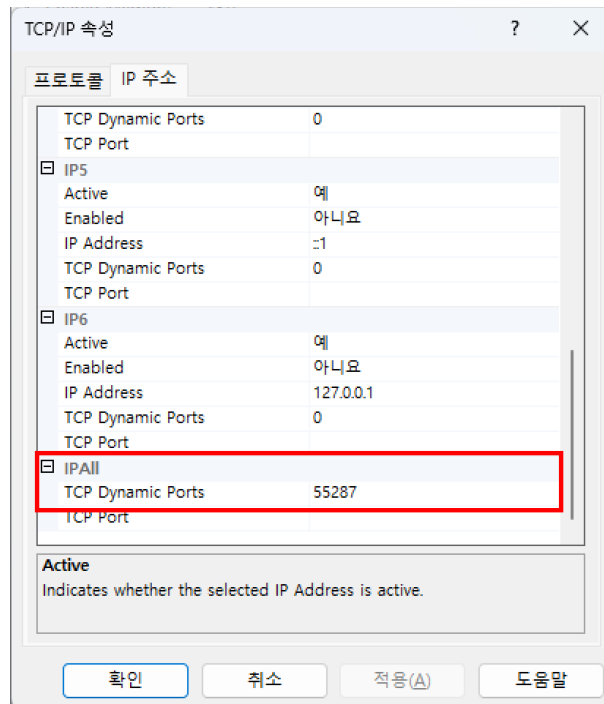 TCP/IP 속성 ?
프로토콜 IP 주소
TCP Dynamic Ports 0
TCP Port
IP5
Active 예
Enabled 아니요
IP Address ::1
TCP Dynamic Ports 0
TCP Port
IP6
Active 예
Enabled 아니요
IP Address 127.0.0.1
TCP Dynamic Ports 0
TCP Port
IPAll
TCP Dynamic Ports 55287
TCP Port
Active
Indicates whether the selected IP Address is active.
확인 취소 적용(A) 도움말